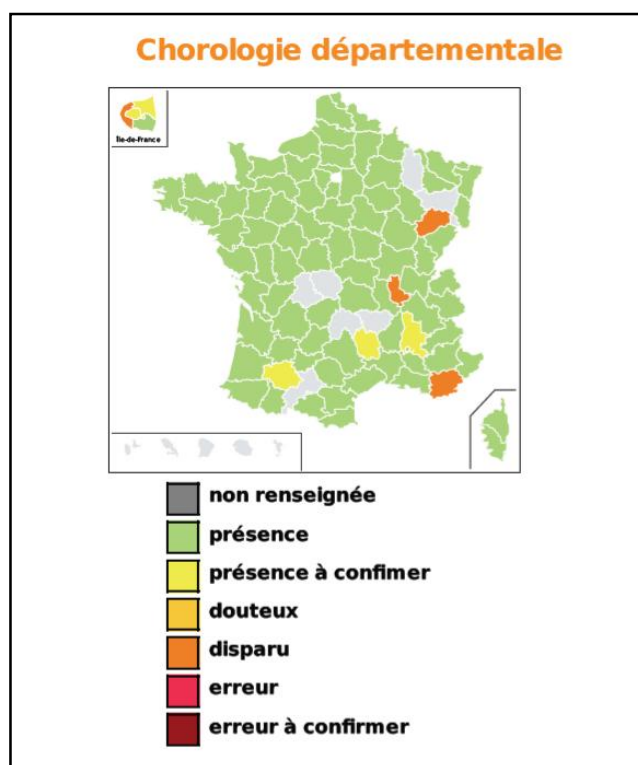 Chorologie départementale
Île-de-France
non renseignée
présence
présence à confimer
douteux
disparu
erreur
erreur à confirmer